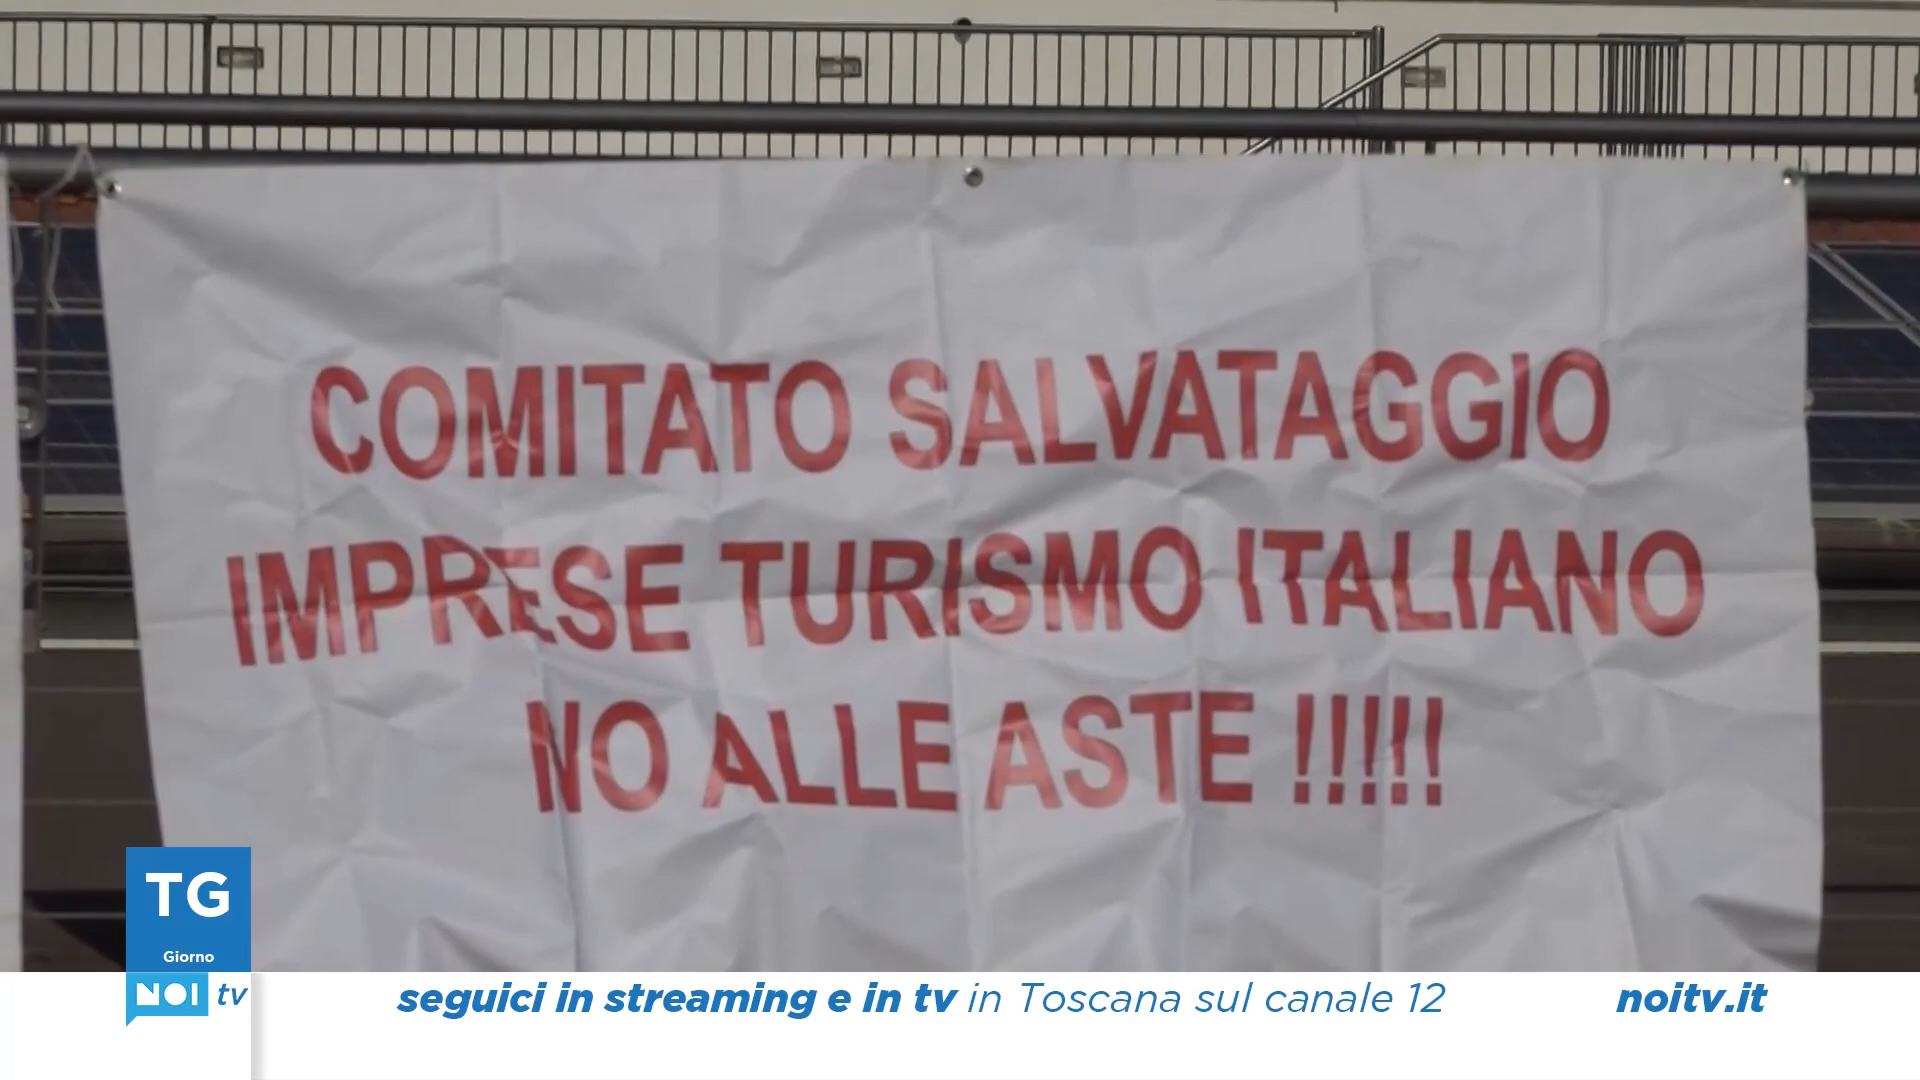 COMITATO SALVATAGGIO
IMPRESE TURISMO ITALIANO
NO ALLE ASTE !!!!!
TG
Giorno
NOI tv
seguici in streaming e in tv in Toscana sul canale 12
noitv.it